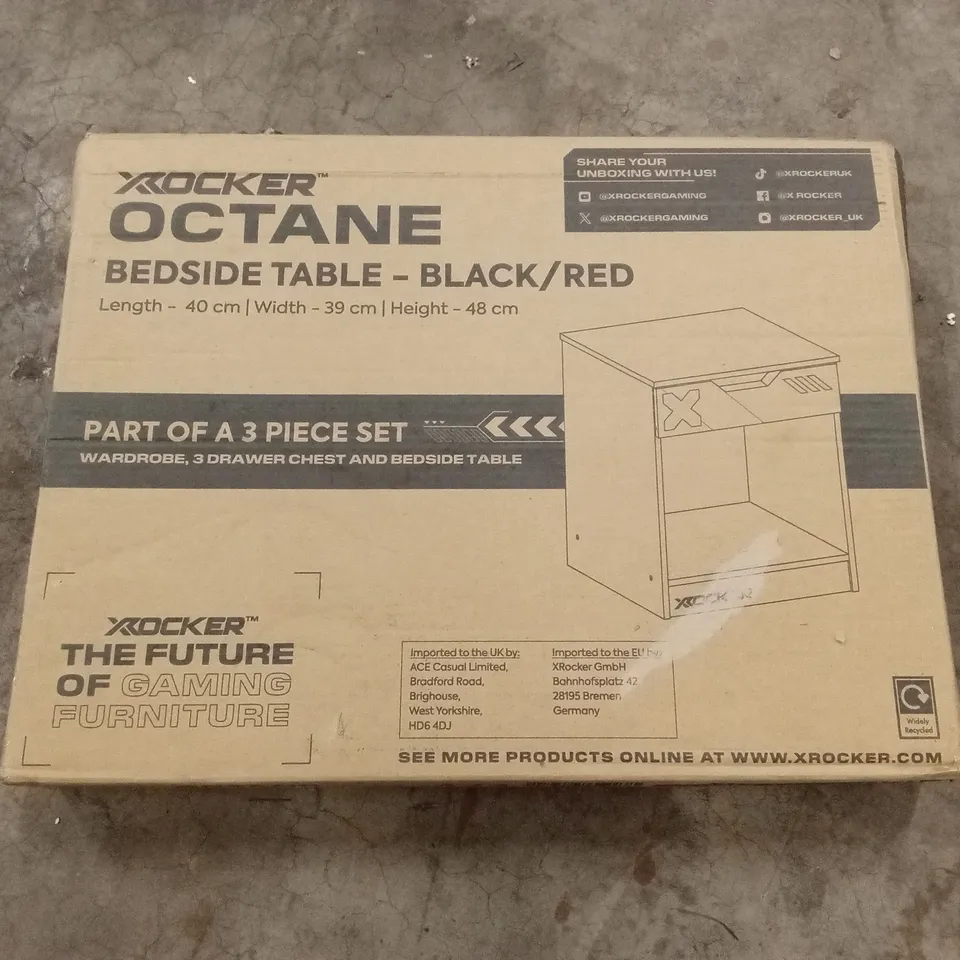 XROCKER™
OCTANE
BEDSIDE TABLE - BLACK/RED
Length - 40 cm | Width - 39 cm | Height - 48 cm
SHARE YOUR
UNBOXING WITH US!
@XROCKERUK
@XROCKERGAMING
@X ROCKER
@XROCKERGAMING
@XROCKER_UK
PART OF A 3 PIECE SET
WARDROBE, 3 DRAWER CHEST AND BEDSIDE TABLE
X
XROCKER
XROCKER™
THE FUTURE
OF GAMING
FURNITURE
Imported to the UK by:
ACE Casual Limited,
Bradford Road,
Brighouse,
West Yorkshire,
HD6 4DJ
Imported to the EU by:
XRocker GmbH
Bahnhofsplatz 42
28195 Bremen
Germany
Widely
Recycled
SEE MORE PRODUCTS ONLINE AT WWW.XROCKER.COM